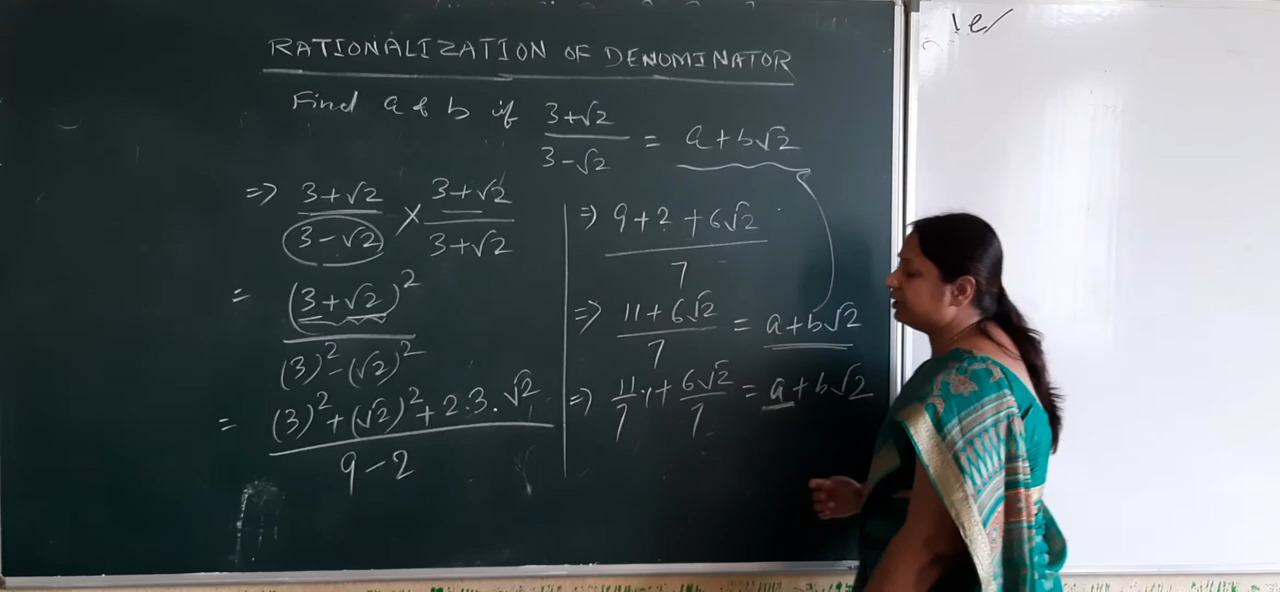 RATIONALIZATION OF DENOMINATOR
Find a & b if (3+√2)/(3-√2) = a+b√2
=> (3+√2)/(3-√2) × (3+√2)/(3+√2)
= (3+√2)²/((3)²-(√2)²)
= ((3)²+(√2)²+2.3.√2)/(9-2)
=> (9+2+6√2)/7
=> (11+6√2)/7 = a+b√2
=> 11/7 + 6√2/7 = a+b√2